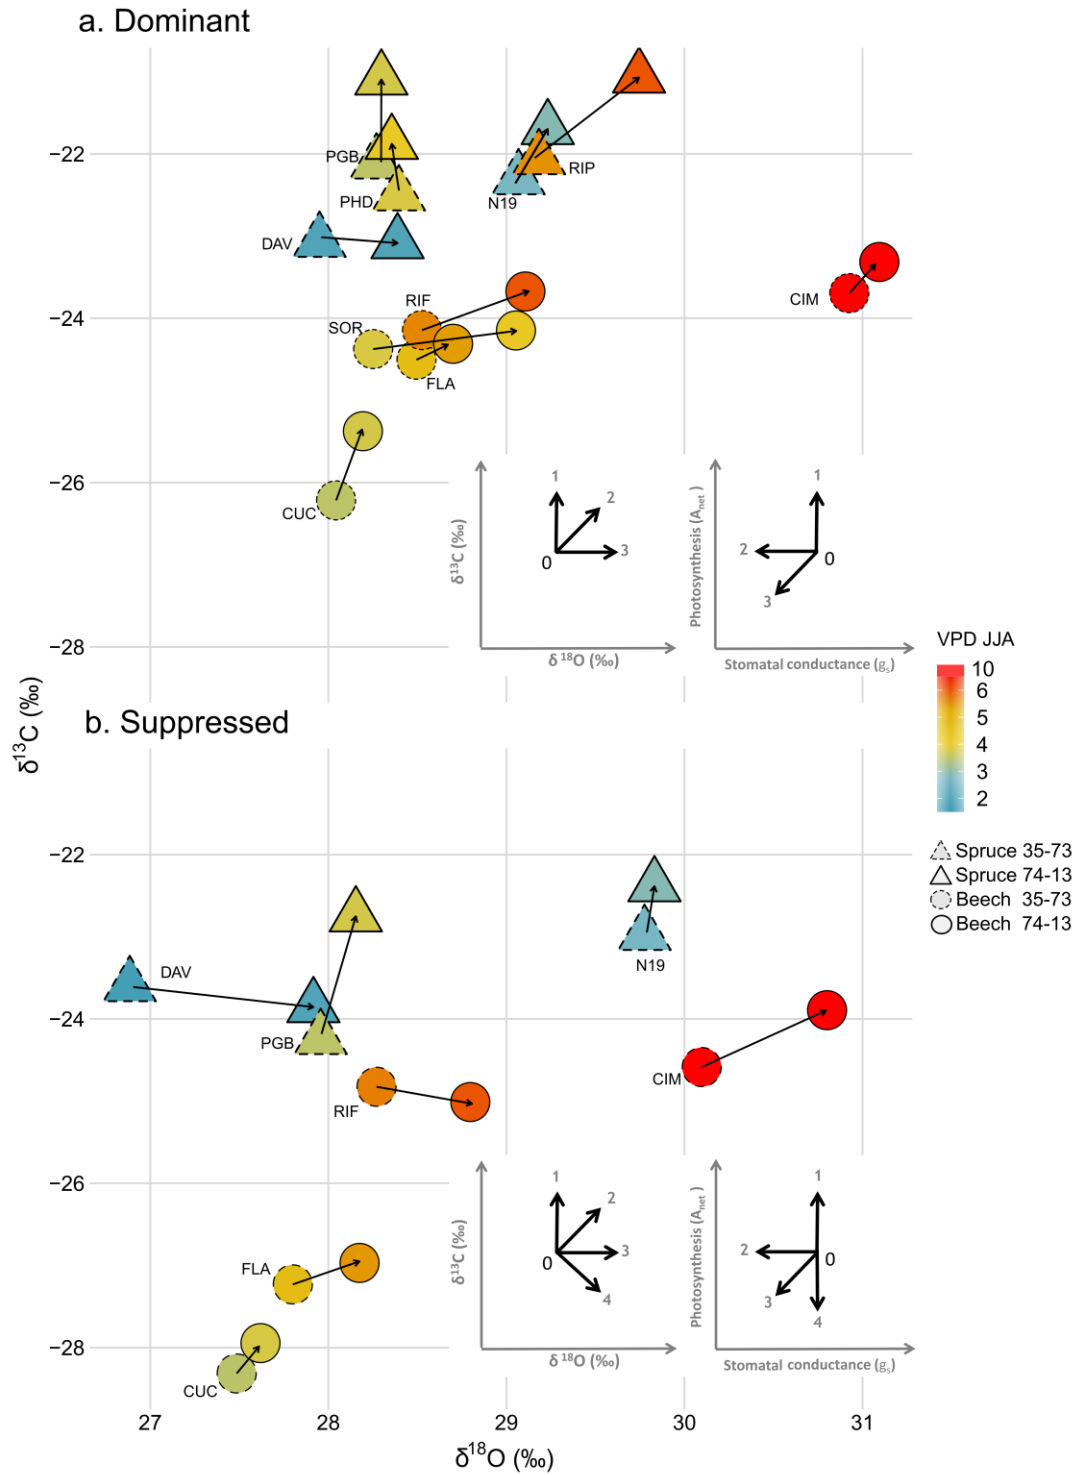 a. Dominant
PGB
PHD
DAV
N19
RIP
−22
−24
−26
−28
RIF
SOR
FLA
CUC
CIM
1
2
3
0
δ¹³C (‰)
δ ¹⁸O (‰)
1
2
3
0
Photosynthesis (Aₙₑₜ )
Stomatal conductance (gₛ)
VPD JJA
10
6
5
4
3
2
Spruce 35-73
Spruce 74-13
Beech 35-73
Beech 74-13
δ¹³C (‰)
b. Suppressed
−22
−24
−26
−28
DAV
PGB
N19
RIF
CIM
FLA
CUC
1
2
3
4
0
δ¹³C (‰)
δ ¹⁸O (‰)
1
2
3
4
0
Photosynthesis (Aₙₑₜ )
Stomatal conductance (gₛ)
27 28 29 30 31
δ¹⁸O (‰)